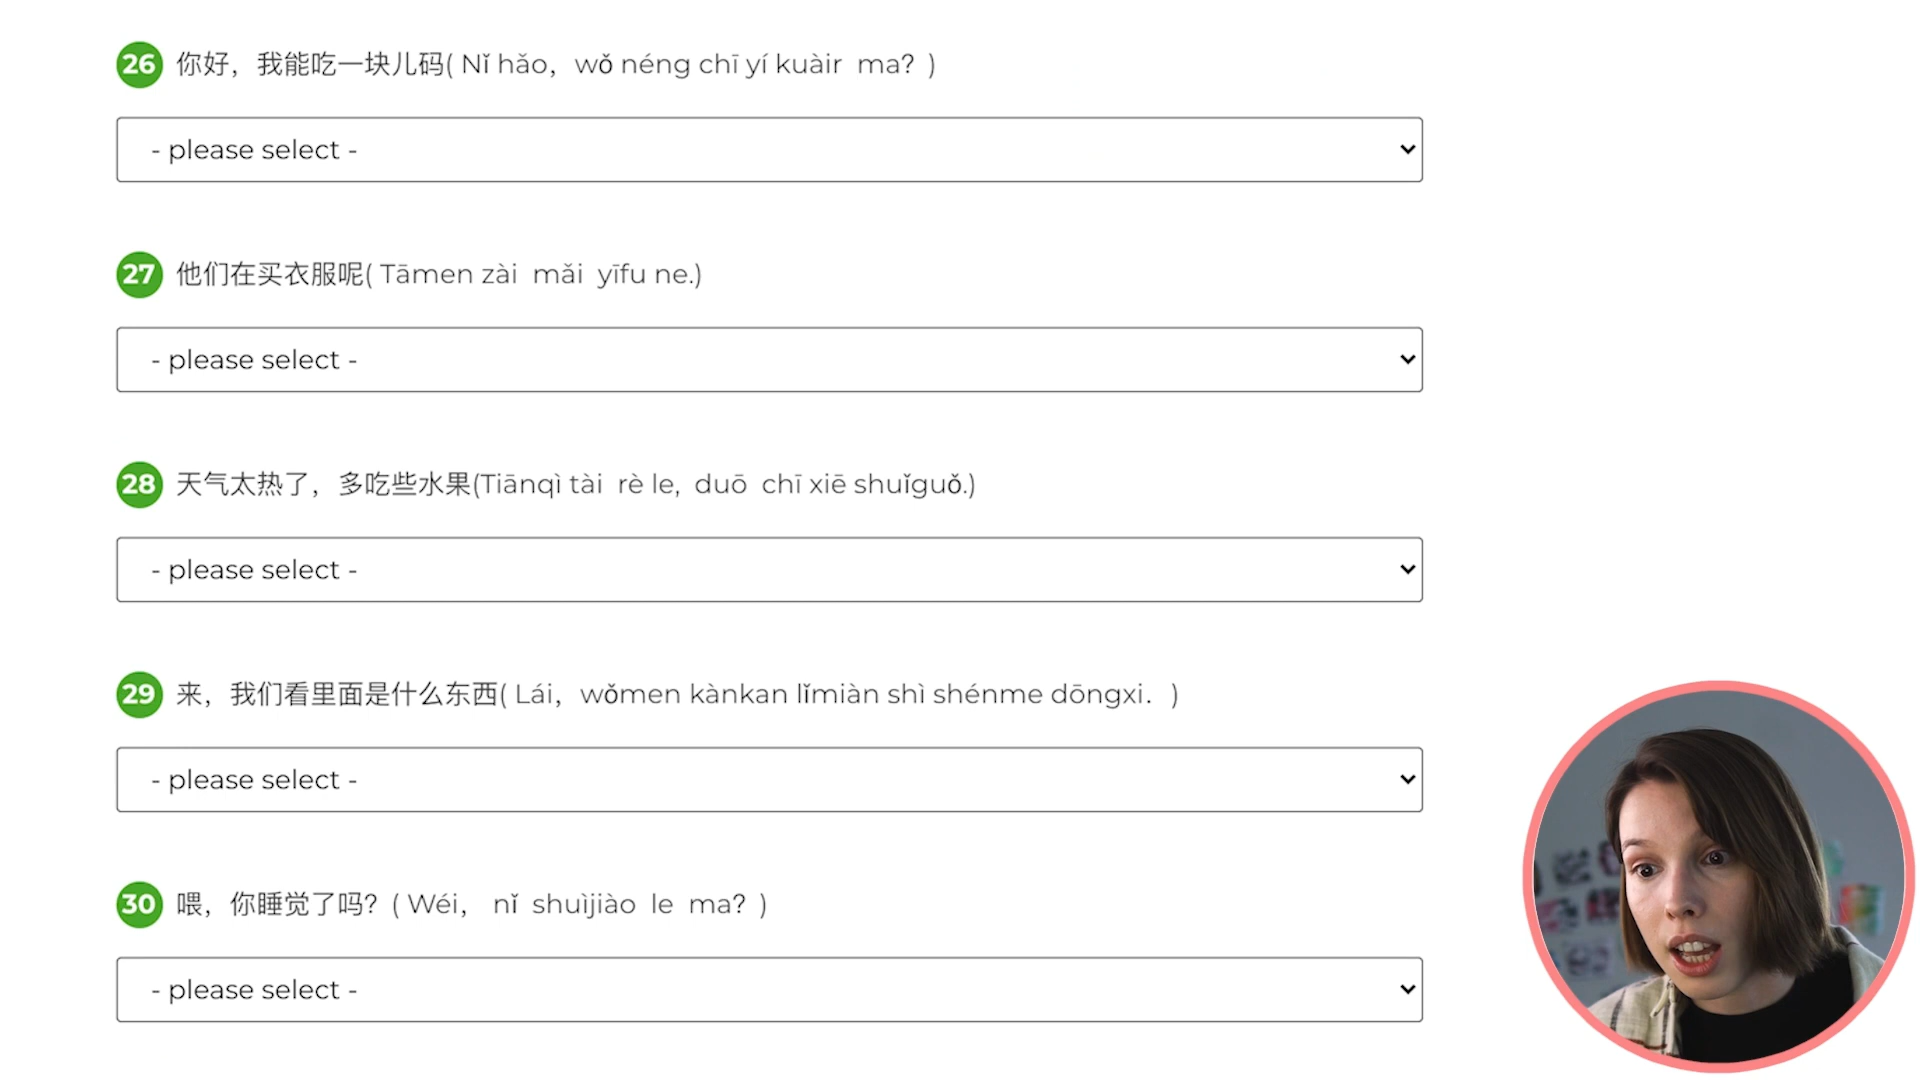 26 你好，我能吃一块儿码( Nǐ hǎo，wǒ néng chī yí kuàir ma？)
- please select -
27 他们在买衣服呢( Tāmen zài mǎi yīfu ne.)
- please select -
28 天气太热了，多吃些水果(Tiānqì tài rè le, duō chī xiē shuǐguǒ.)
- please select -
29 来，我们看里面是什么东西( Lái，wǒmen kànkan lǐmiàn shì shénme dōngxi. )
- please select -
30 喂，你睡觉了吗？( Wéi， nǐ shuìjiào le ma？)
- please select -